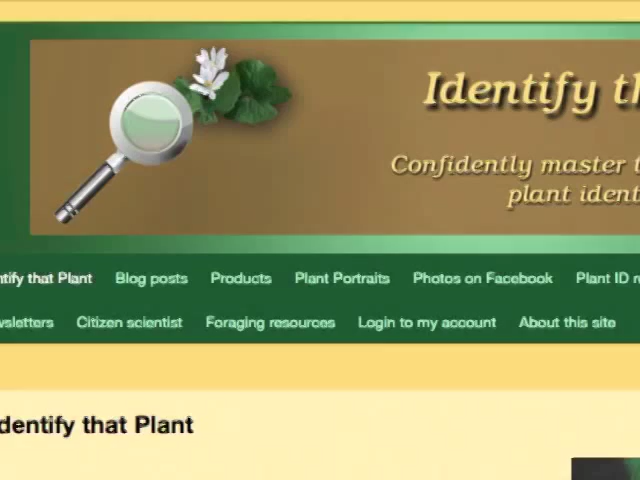 Identify th
Confidently master t
plant ident
ntify that Plant Blog posts Products Plant Portraits Photos on Facebook Plant ID r
wsletters Citizen scientist Foraging resources Login to my account About this site
dentify that Plant